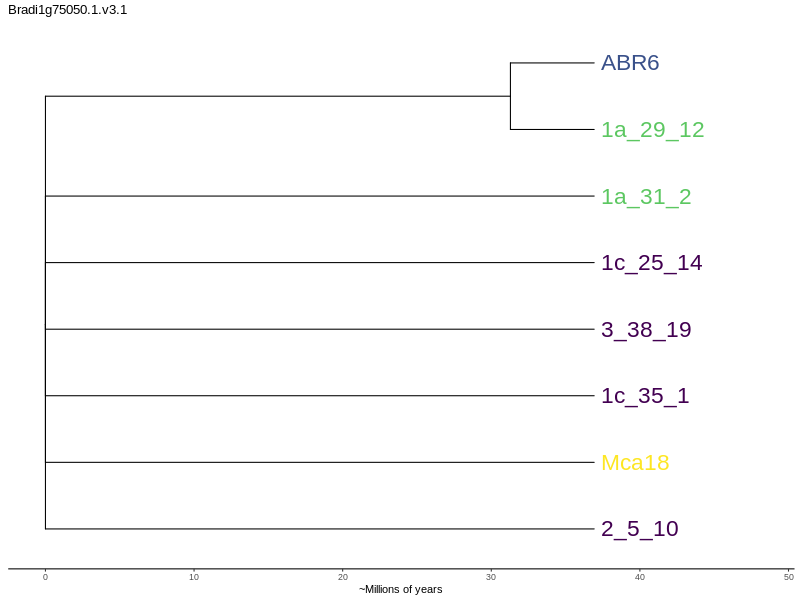 Bradi1g75050.1.v3.1
ABR6
1a_29_12
1a_31_2
1c_25_14
3_38_19
1c_35_1
Mca18
2_5_10
0 10 20 30 40 50
~Millions of years